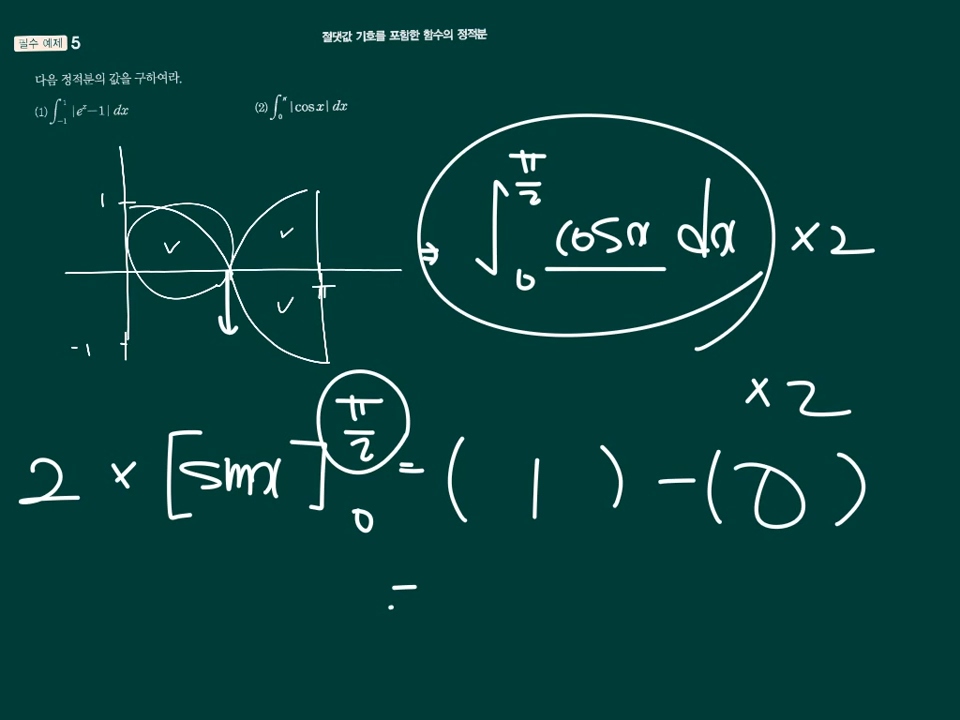 필수 예제 5
절댓값 기호를 포함한 함수의 정적분
다음 정적분의 값을 구하여라.
(1) ∫_{-1}^{1} |e^x−1| dx
(2) ∫_0^π |cos x| dx
1
π
-1
⇒ ∫_0^{π/2} cosx dx × 2
× 2
2 × [sinx]_0^{π/2} = ( 1 ) - ( 0 )
=